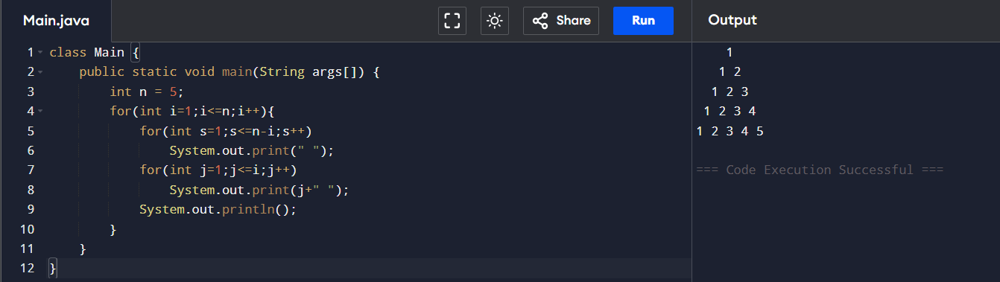 Main.java
Share
Run
Output
1 class Main {
2     public static void main(String args[]) {
3         int n = 5;
4         for(int i=1;i<=n;i++){
5             for(int s=1;s<=n-i;s++)
6                 System.out.print(" ");
7             for(int j=1;j<=i;j++)
8                 System.out.print(j+" ");
9             System.out.println();
10         }
11     }
12 }
    1
   1 2
  1 2 3
 1 2 3 4
1 2 3 4 5
=== Code Execution Successful ===